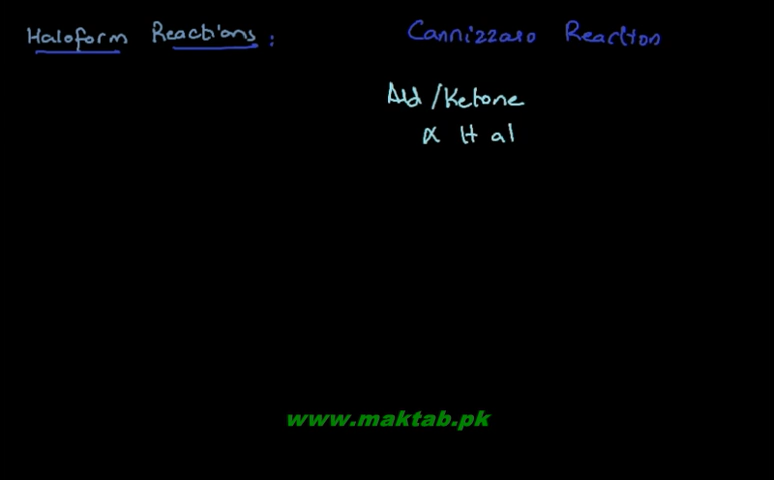 Haloform Reactions :
Cannizzaro Reaction
Ald / Ketone
α H al
www.maktab.pk